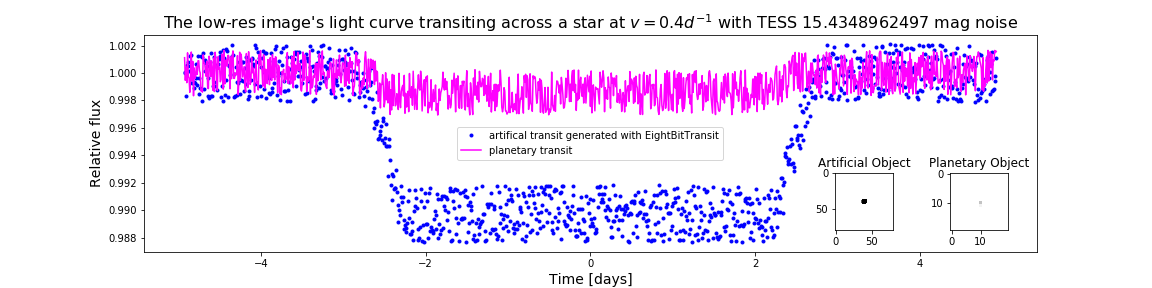 The low-res image's light curve transiting across a star at v = 0.4d⁻¹ with TESS 15.4348962497 mag noise
1.002
1.000
0.998
0.996
0.994
0.992
0.990
0.988
Relative flux
artifical transit generated with EightBitTransit
planetary transit
Artificial Object
0
50
0 50
Planetary Object
0
10
0 10
−4 −2 0 2 4
Time [days]